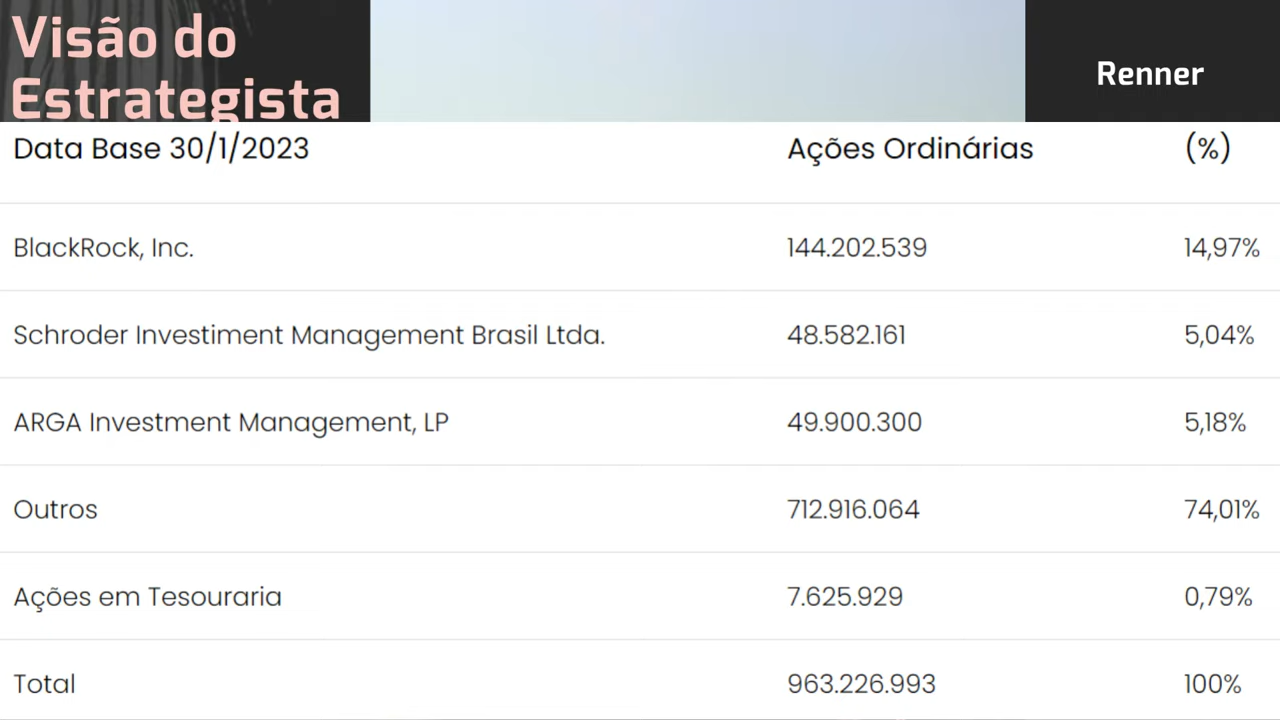 Visão do
Estrategista
Renner
Data Base 30/1/2023 Ações Ordinárias (%)
BlackRock, Inc. 144.202.539 14,97%
Schroder Investiment Management Brasil Ltda. 48.582.161 5,04%
ARGA Investment Management, LP 49.900.300 5,18%
Outros 712.916.064 74,01%
Ações em Tesouraria 7.625.929 0,79%
Total 963.226.993 100%